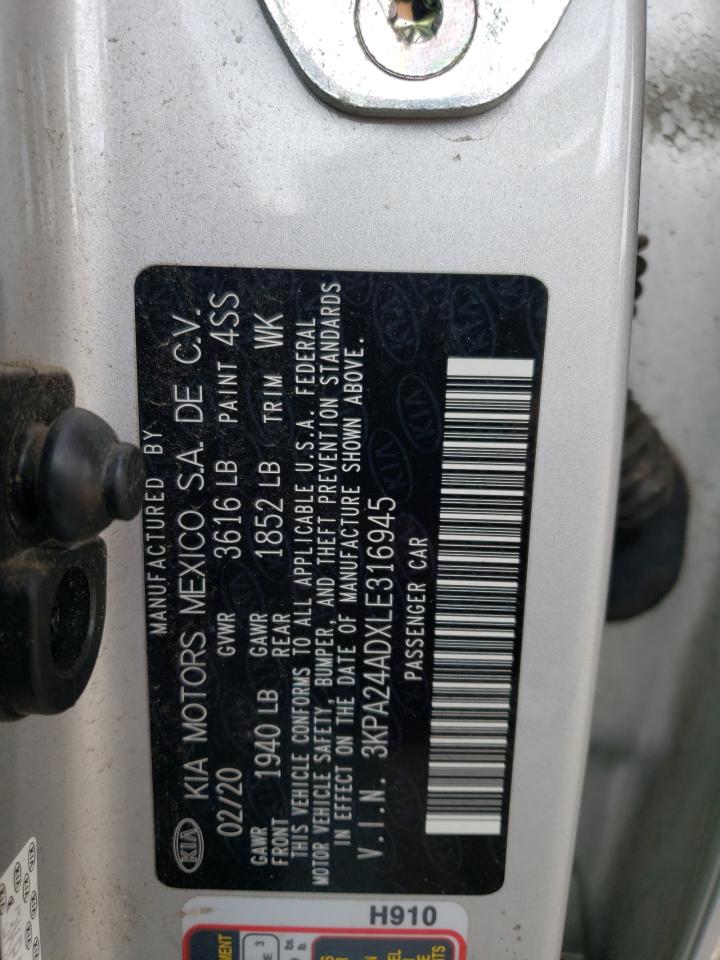 MANUFACTURED BY
KIA KIA MOTORS MEXICO S.A. DE C.V.
02/20 GVWR 3616 LB PAINT 4SS
GAWR FRONT 1940 LB GAWR REAR 1852 LB TRIM WK
THIS VEHICLE CONFORMS TO ALL APPLICABLE U.S.A. FEDERAL
MOTOR VEHICLE SAFETY, BUMPER, AND THEFT PREVENTION STANDARDS
IN EFFECT ON THE DATE OF MANUFACTURE SHOWN ABOVE.
V.I.N. 3KPA24ADXLE316945
PASSENGER CAR
H910